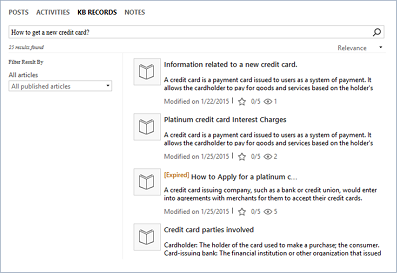 POSTS ACTIVITIES KB RECORDS NOTES
How to get a new credit card?
25 results found
Relevance
Filter Result By
All articles
All published articles
Information related to a new credit card.
A credit card is a payment card issued to users as a system of payment. It
allows the cardholder to pay for goods and services based on the holder's
Modified on 1/22/2015 | 0/5 1
Platinum credit card Interest Charges
A credit card is a payment card issued to users as a system of payment. It
allows the cardholder to pay for goods and services based on the holder's
Modified on 1/25/2015 | 0/5 2
[Expired] How to Apply for a platinum c...
A credit card issuing company, such as a bank or credit union, would enter
into agreements with merchants for them to accept their credit cards.
Modified on 1/25/2015 | 0/5 5
Credit card parties involved
Cardholder: The holder of the card used to make a purchase; the consumer.
Card-issuing bank: The financial institution or other organization that issued